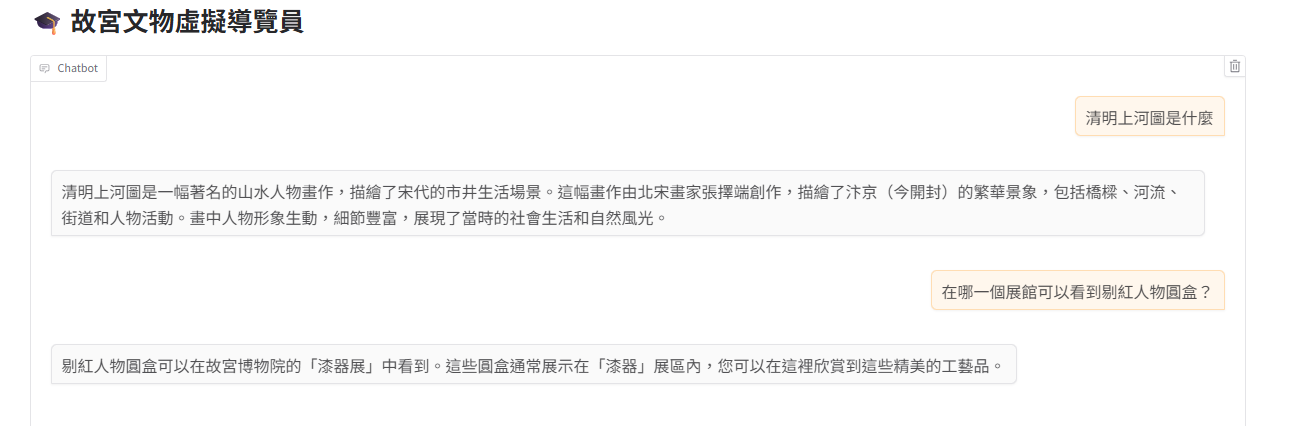 🎓 故宮文物虛擬導覽員
Chatbot
清明上河圖是什麼
清明上河圖是一幅著名的山水人物畫作，描繪了宋代的市井生活場景。這幅畫作由北宋畫家張擇端創作，描繪了汴京（今開封）的繁華景象，包括橋樑、河流、
街道和人物活動。畫中人物形象生動，細節豐富，展現了當時的社會生活和自然風光。
在哪一個展館可以看到剔紅人物圓盒？
剔紅人物圓盒可以在故宮博物院的「漆器展」中看到。這些圓盒通常展示在「漆器」展區內，您可以在這裡欣賞到這些精美的工藝品。